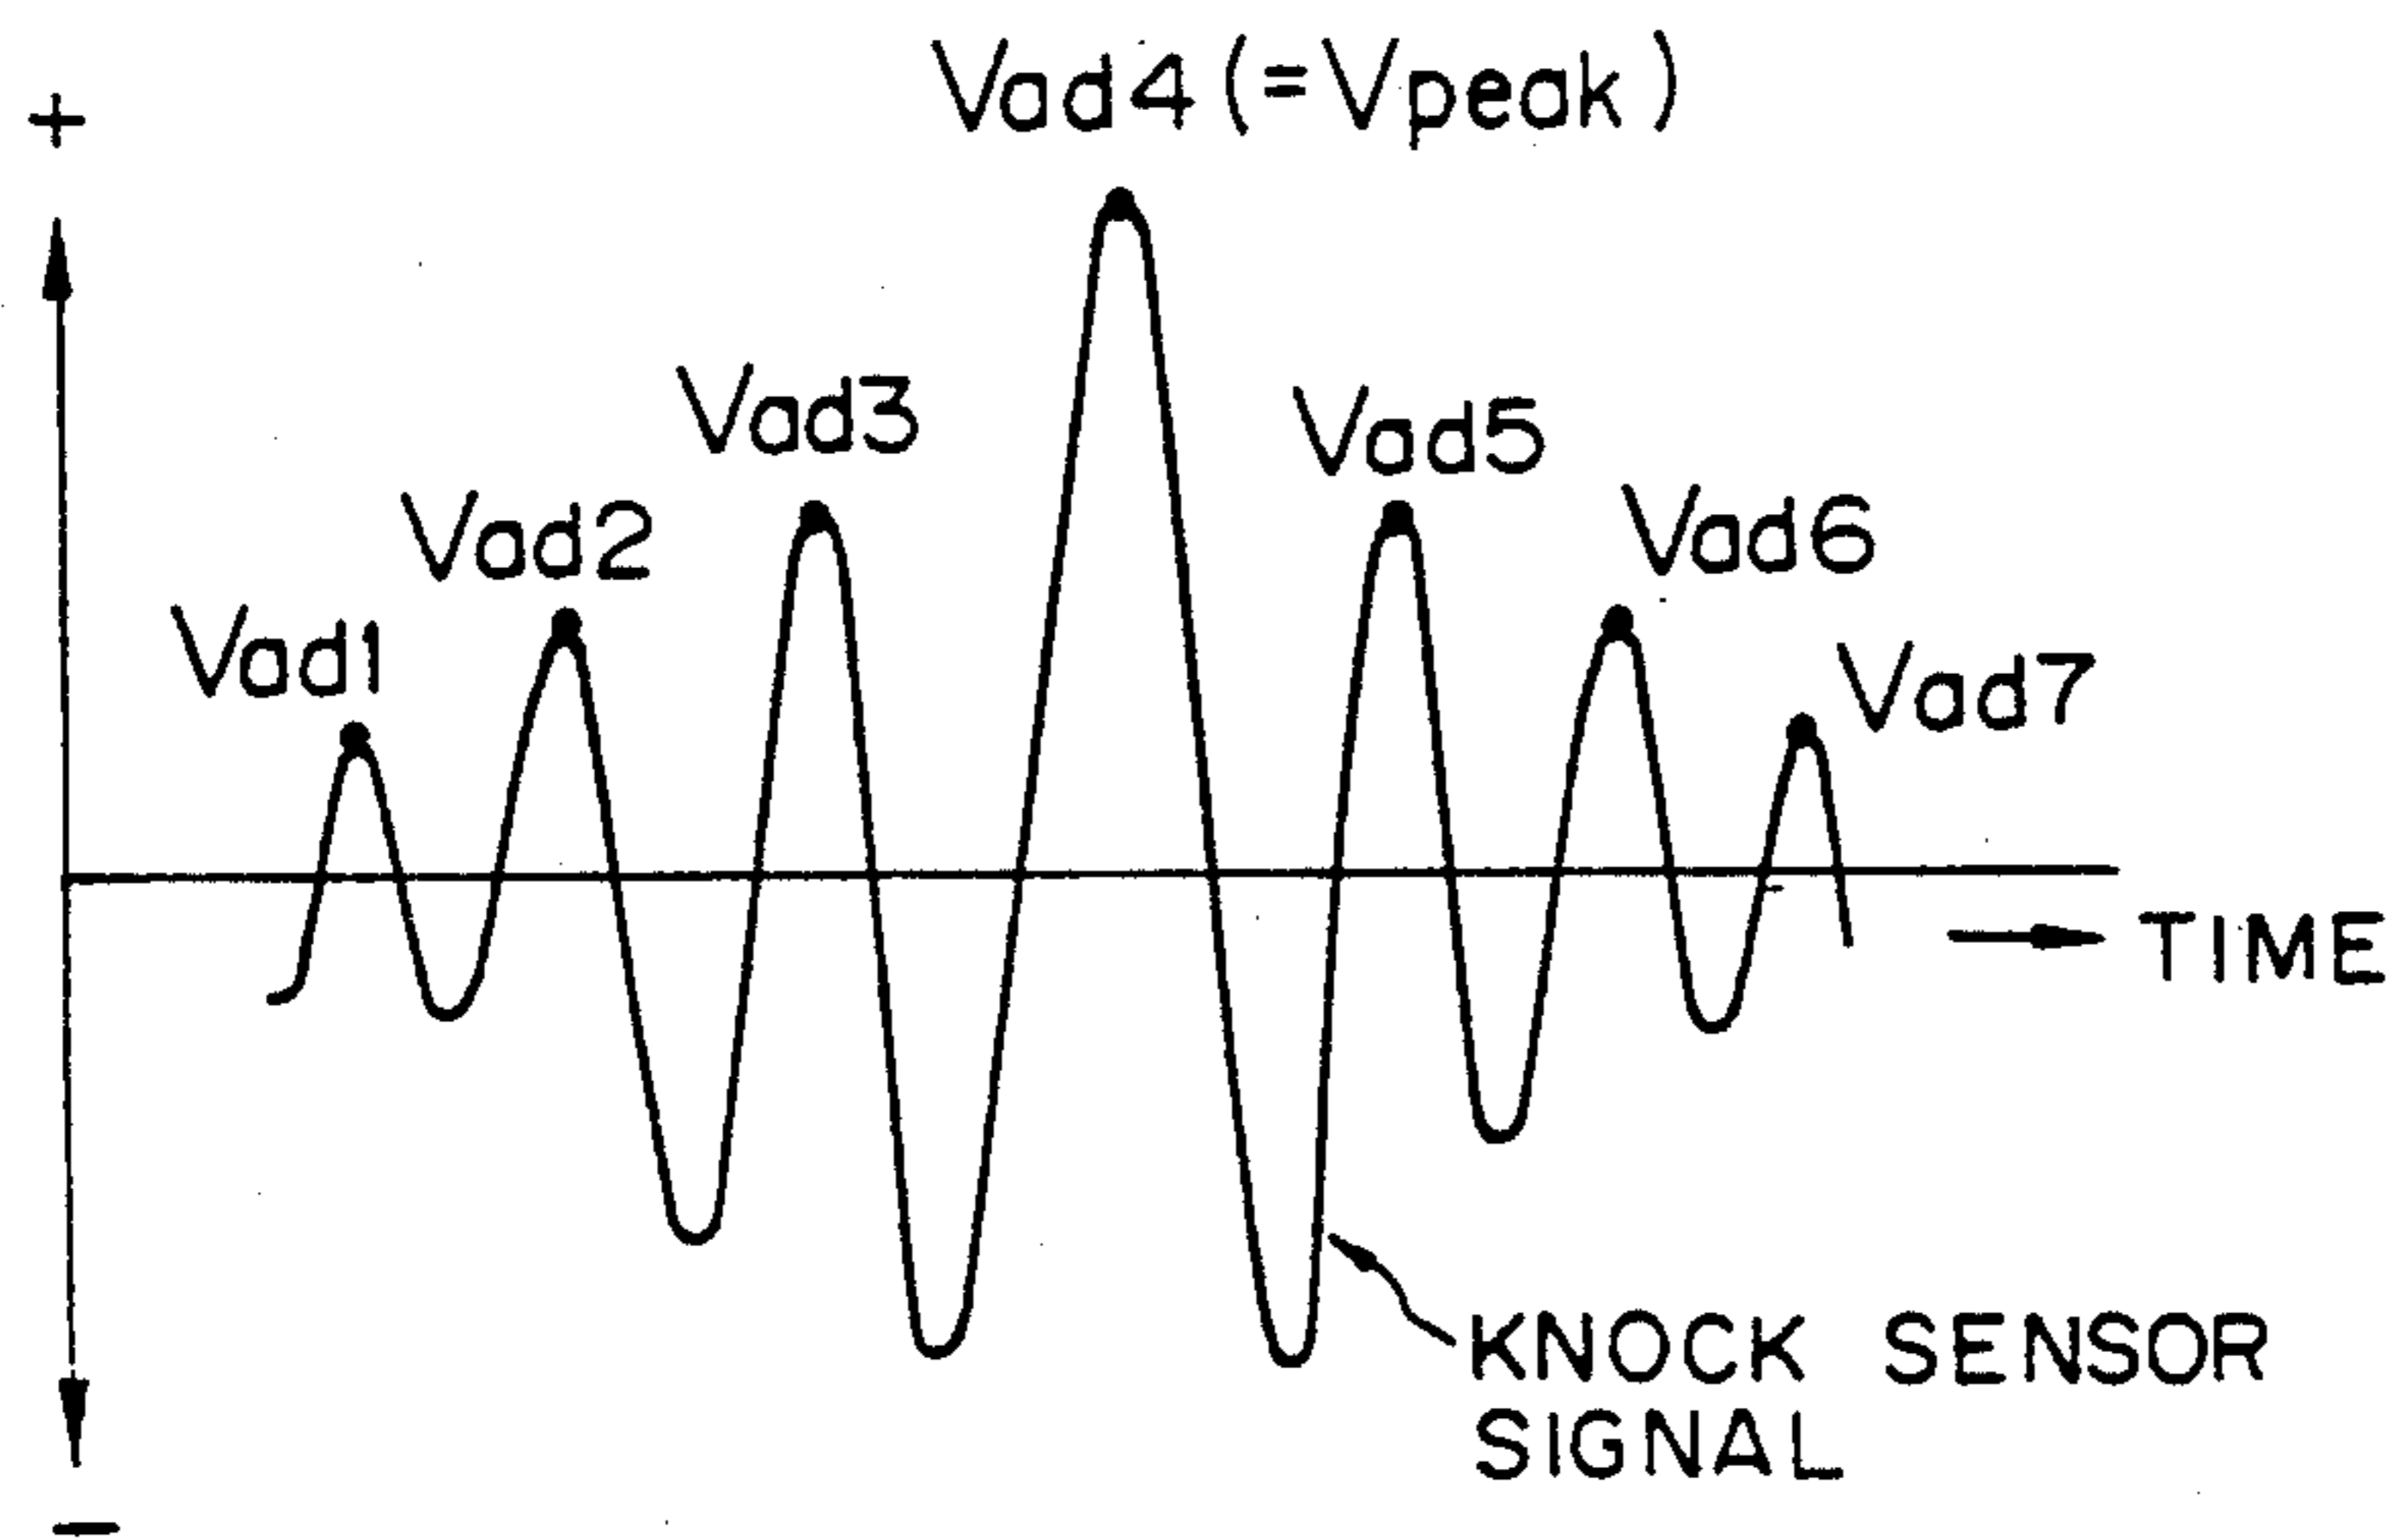 Vad4 (=Vpeak)
+
Vad3
Vad5
Vad2
Vad6
Vad1
Vad7
TIME
KNOCK SENSOR
SIGNAL
−